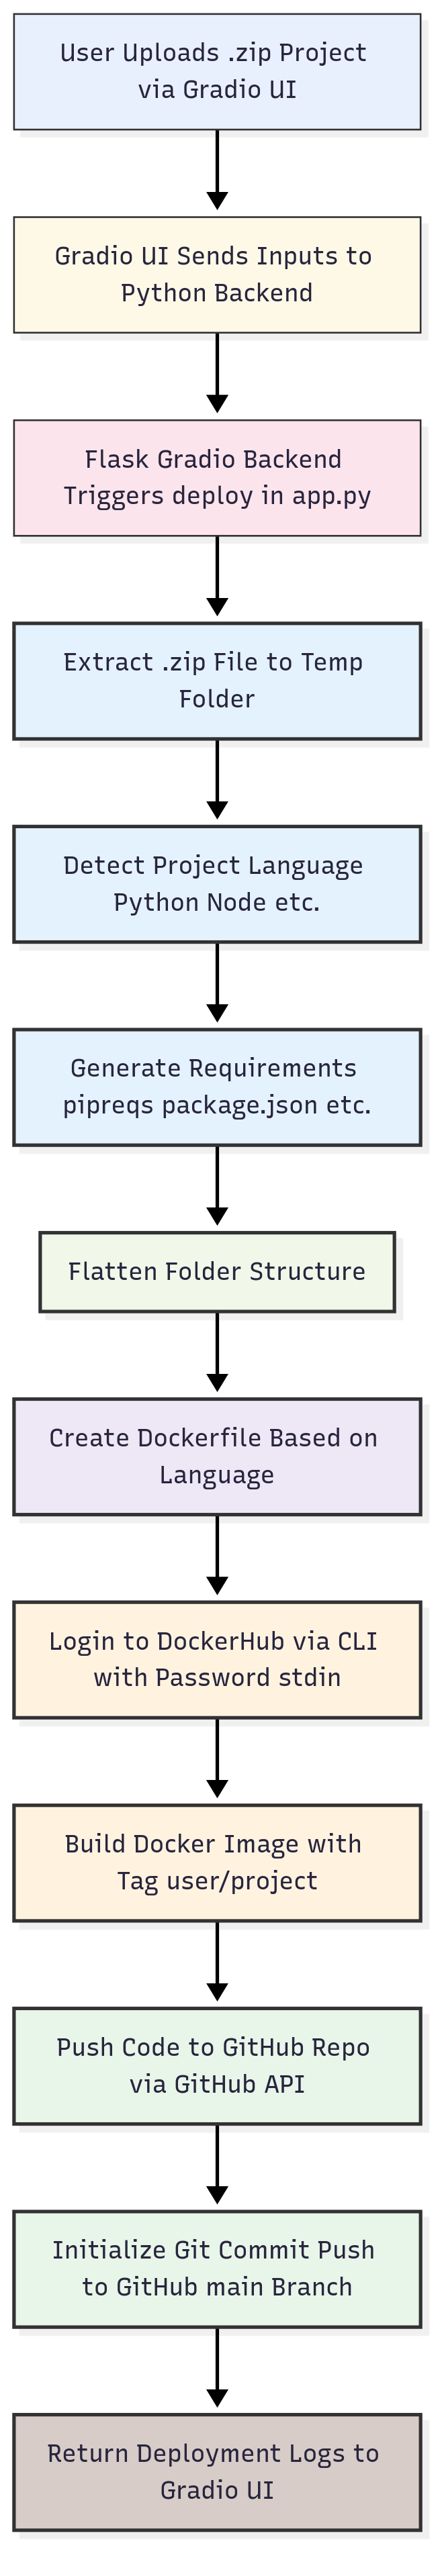 User Uploads .zip Project
via Gradio UI
Gradio UI Sends Inputs to
Python Backend
Flask Gradio Backend
Triggers deploy in app.py
Extract .zip File to Temp
Folder
Detect Project Language
Python Node etc.
Generate Requirements
pipreqs package.json etc.
Flatten Folder Structure
Create Dockerfile Based on
Language
Login to DockerHub via CLI
with Password stdin
Build Docker Image with
Tag user/project
Push Code to GitHub Repo
via GitHub API
Initialize Git Commit Push
to GitHub main Branch
Return Deployment Logs to
Gradio UI